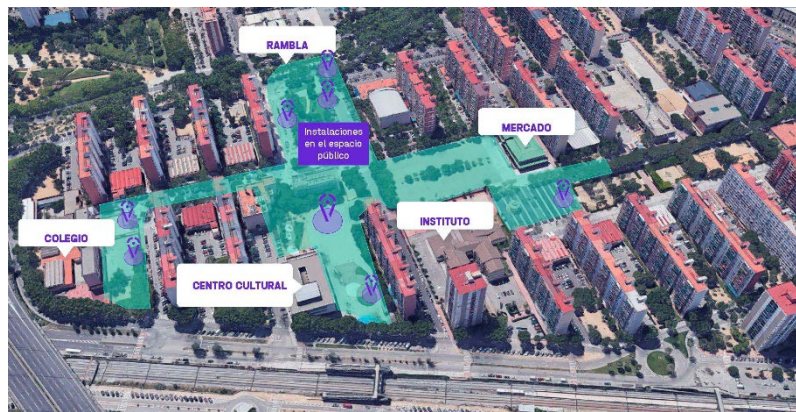 RAMBLA
Instalaciones
en el espacio
público
MERCADO
INSTITUTO
COLEGIO
CENTRO CULTURAL